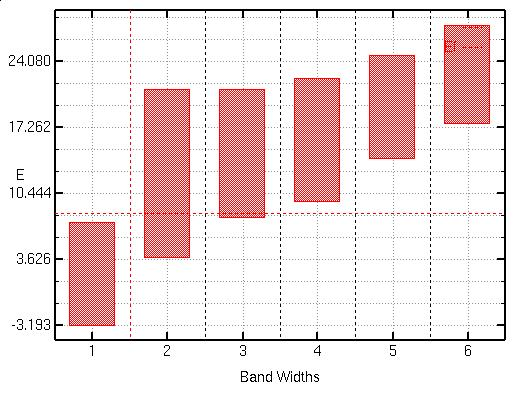 24.080
17.262
E
10.444
3.626
-3.193
1 2 3 4 5 6
Band Widths
Ef